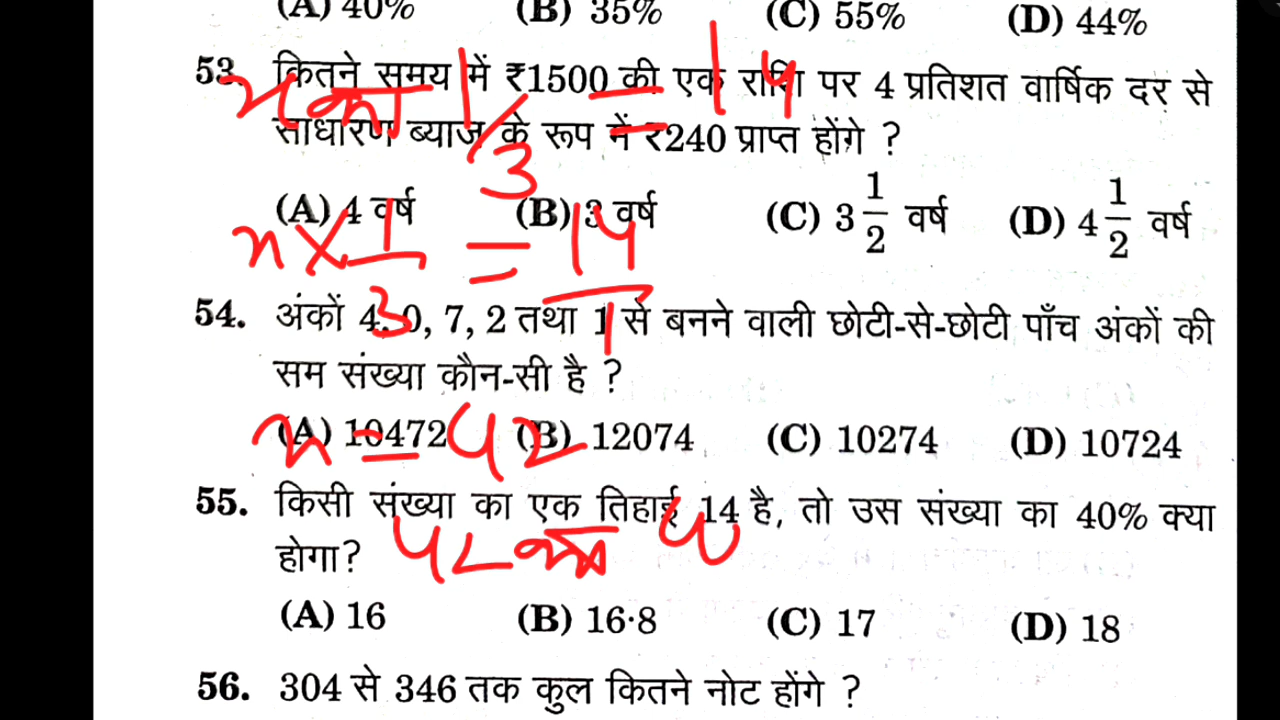 (A) 40% (B) 35% (C) 55% (D) 44%
53. कितने समय में ₹1500 की एक राशि पर 4 प्रतिशत वार्षिक दर से
साधारण ब्याज के रूप में ₹240 प्राप्त होंगे ?
x का 1/3 = 14
(A) 4 वर्ष (B) 3 वर्ष (C) 3 1/2 वर्ष (D) 4 1/2 वर्ष
x × 1/3 = 14/1
54. अंकों 4, 0, 7, 2 तथा 1 से बनने वाली छोटी-से-छोटी पाँच अंकों की
सम संख्या कौन-सी है ?
(A) 10472 (B) 12074 (C) 10274 (D) 10724
x = 42
55. किसी संख्या का एक तिहाई 14 है, तो उस संख्या का 40% क्या
होगा?
42 का
(A) 16 (B) 16·8 (C) 17 (D) 18
56. 304 से 346 तक कुल कितने नोट होंगे ?